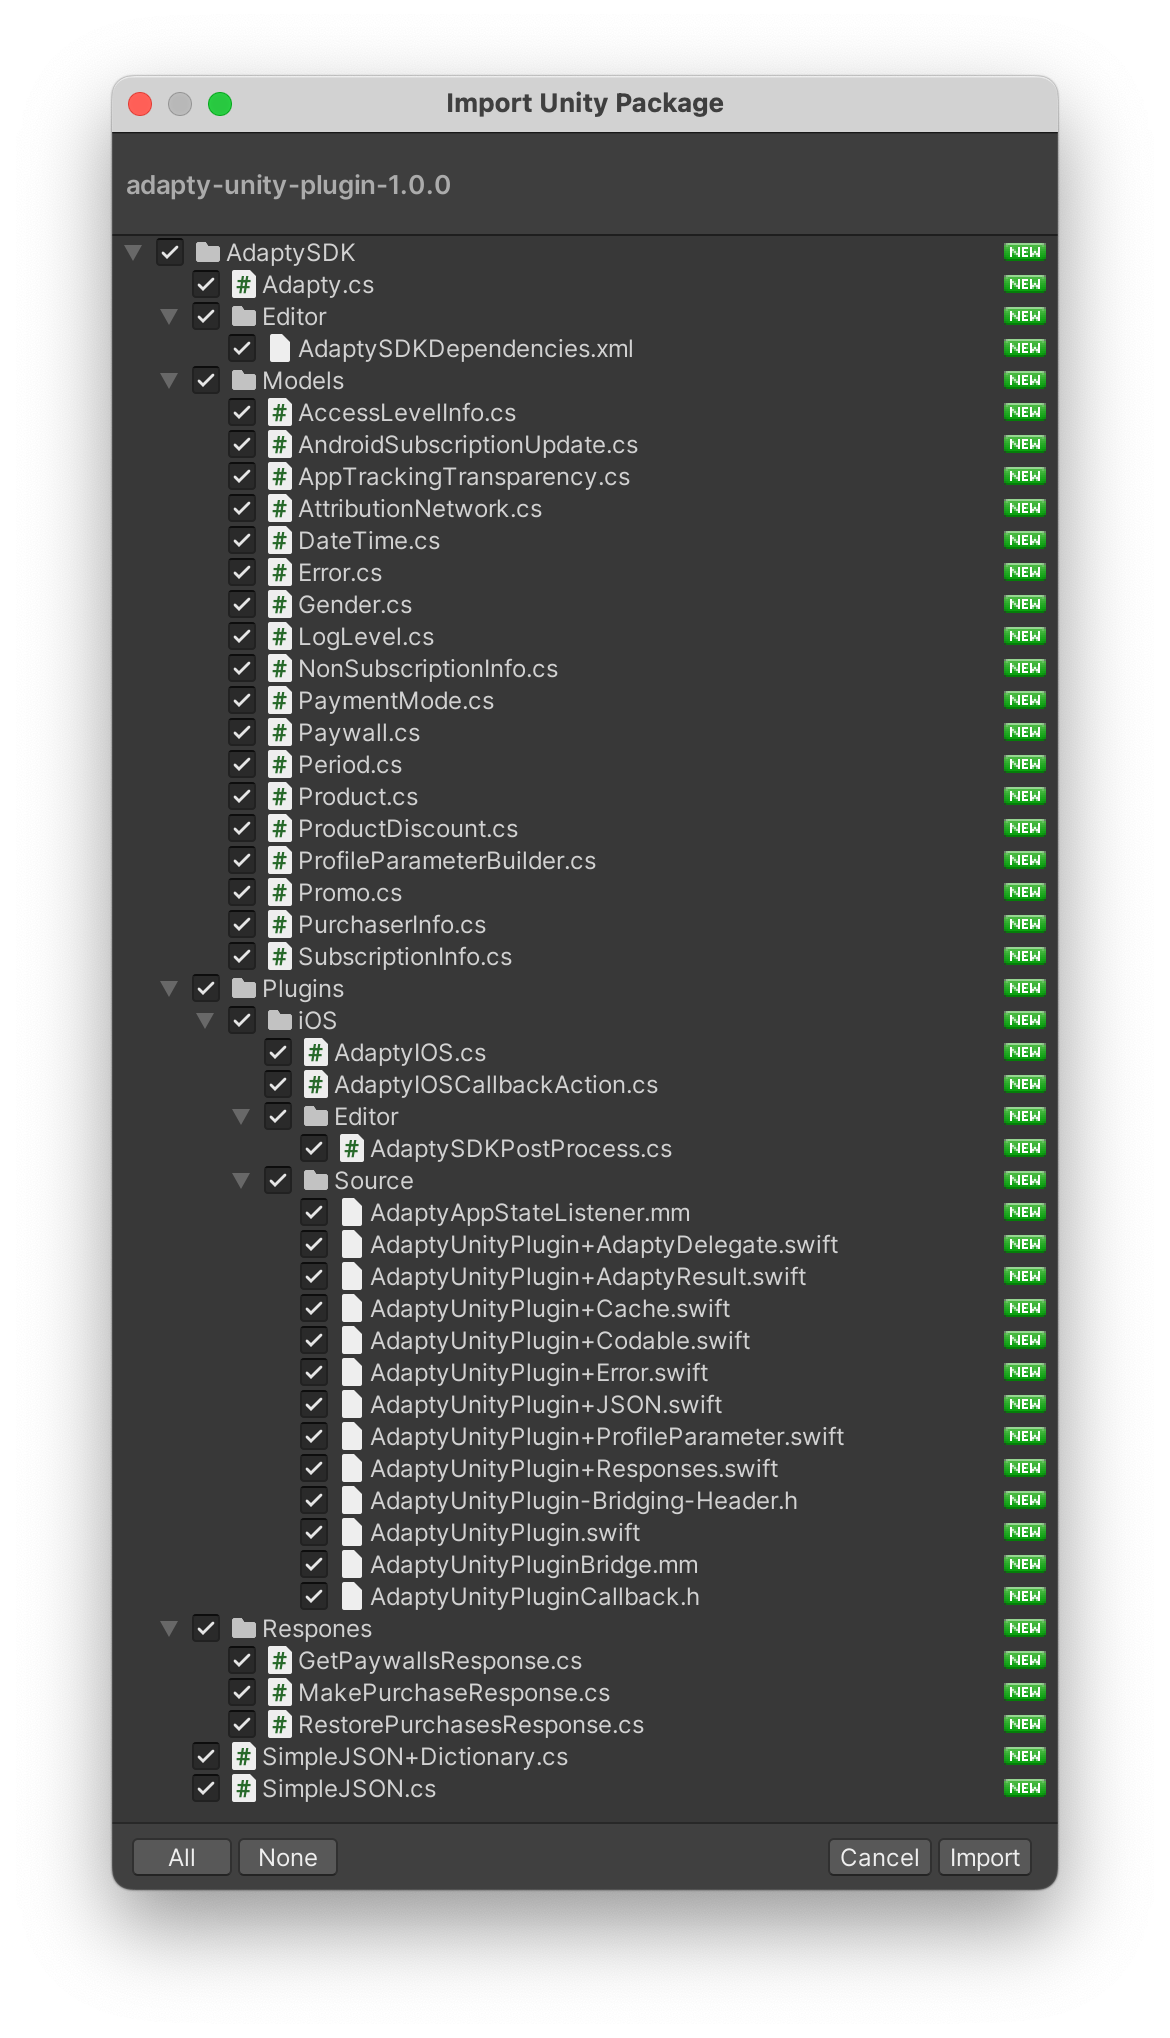 Import Unity Package
adapty-unity-plugin-1.0.0
AdaptySDK NEW
Adapty.cs NEW
Editor NEW
AdaptySDKDependencies.xml NEW
Models NEW
AccessLevelInfo.cs NEW
AndroidSubscriptionUpdate.cs NEW
AppTrackingTransparency.cs NEW
AttributionNetwork.cs NEW
DateTime.cs NEW
Error.cs NEW
Gender.cs NEW
LogLevel.cs NEW
NonSubscriptionInfo.cs NEW
PaymentMode.cs NEW
Paywall.cs NEW
Period.cs NEW
Product.cs NEW
ProductDiscount.cs NEW
ProfileParameterBuilder.cs NEW
Promo.cs NEW
PurchaserInfo.cs NEW
SubscriptionInfo.cs NEW
Plugins NEW
iOS NEW
AdaptyIOS.cs NEW
AdaptyIOSCallbackAction.cs NEW
Editor NEW
AdaptySDKPostProcess.cs NEW
Source NEW
AdaptyAppStateListener.mm NEW
AdaptyUnityPlugin+AdaptyDelegate.swift NEW
AdaptyUnityPlugin+AdaptyResult.swift NEW
AdaptyUnityPlugin+Cache.swift NEW
AdaptyUnityPlugin+Codable.swift NEW
AdaptyUnityPlugin+Error.swift NEW
AdaptyUnityPlugin+JSON.swift NEW
AdaptyUnityPlugin+ProfileParameter.swift NEW
AdaptyUnityPlugin+Responses.swift NEW
AdaptyUnityPlugin-Bridging-Header.h NEW
AdaptyUnityPlugin.swift NEW
AdaptyUnityPluginBridge.mm NEW
AdaptyUnityPluginCallback.h NEW
Respones NEW
GetPaywallsResponse.cs NEW
MakePurchaseResponse.cs NEW
RestorePurchasesResponse.cs NEW
SimpleJSON+Dictionary.cs NEW
SimpleJSON.cs NEW
All None Cancel Import